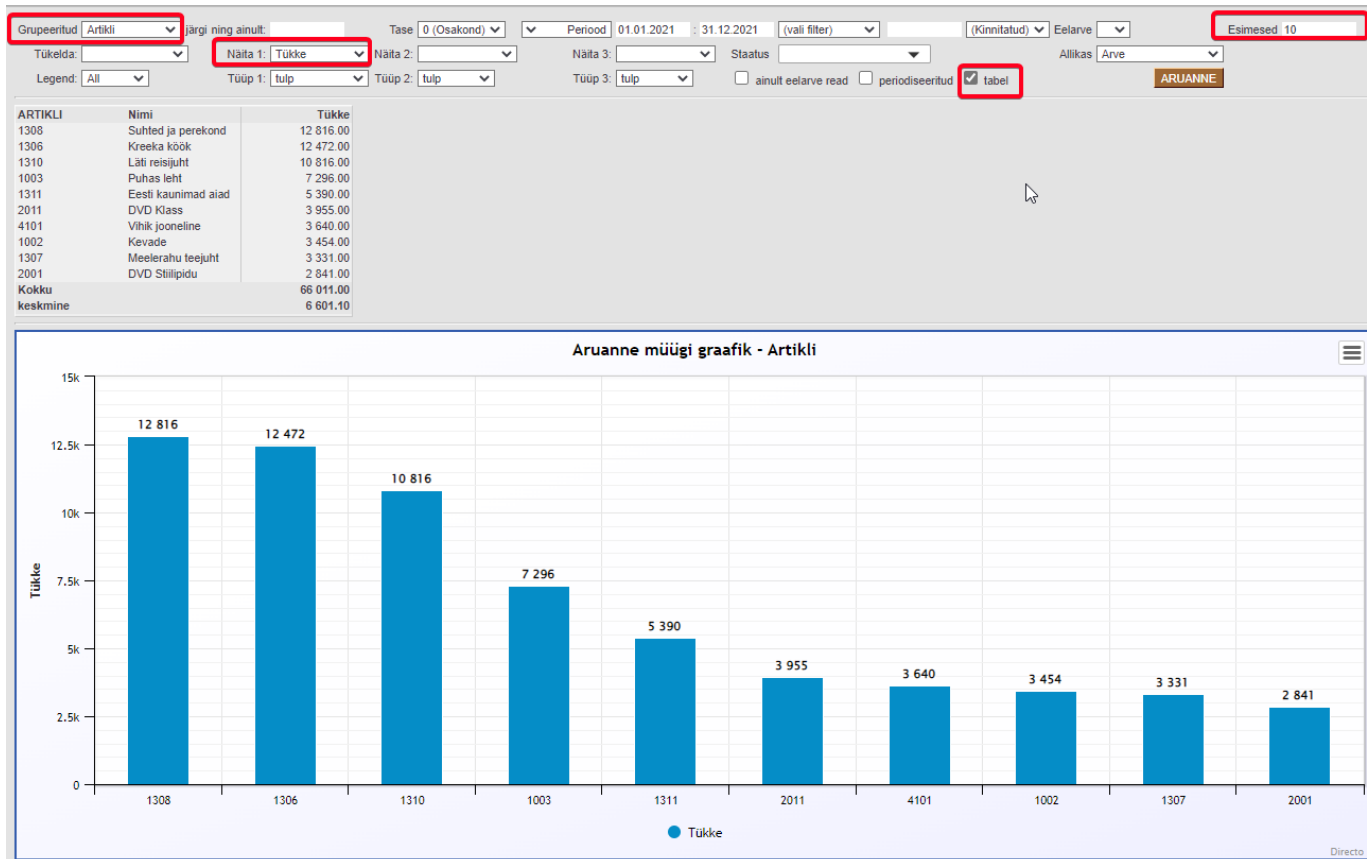 Grupeeritud Artikli järgi ning ainult: Tase 0 (Osakond) Periood 01.01.2021 : 31.12.2021 (vali filter) (Kinnitatud) Eelarve Esimesed 10
Tükelda: Näita 1: Tükke Näita 2: Näita 3: Staatus Allikas Arve
Legend: All Tüüp 1: tulp Tüüp 2: tulp Tüüp 3: tulp ainult eelarve read periodiseeritud tabel ARUANNE
ARTIKLI Nimi Tükke
1308 Suhted ja perekond 12 816.00
1306 Kreeka köök 12 472.00
1310 Läti reisijuht 10 816.00
1003 Puhas leht 7 296.00
1311 Eesti kaunimad aiad 5 390.00
2011 DVD Klass 3 955.00
4101 Vihik jooneline 3 640.00
1002 Kevade 3 454.00
1307 Meelerahu teejuht 3 331.00
2001 DVD Stiilipidu 2 841.00
Kokku 66 011.00
keskmine 6 601.10
Aruanne müügi graafik - Artikli
15k
12.5k
10k
7.5k
5k
2.5k
0
Tükke
12 816
12 472
10 816
7 296
5 390
3 955
3 640
3 454
3 331
2 841
1308 1306 1310 1003 1311 2011 4101 1002 1307 2001
Tükke
Directo